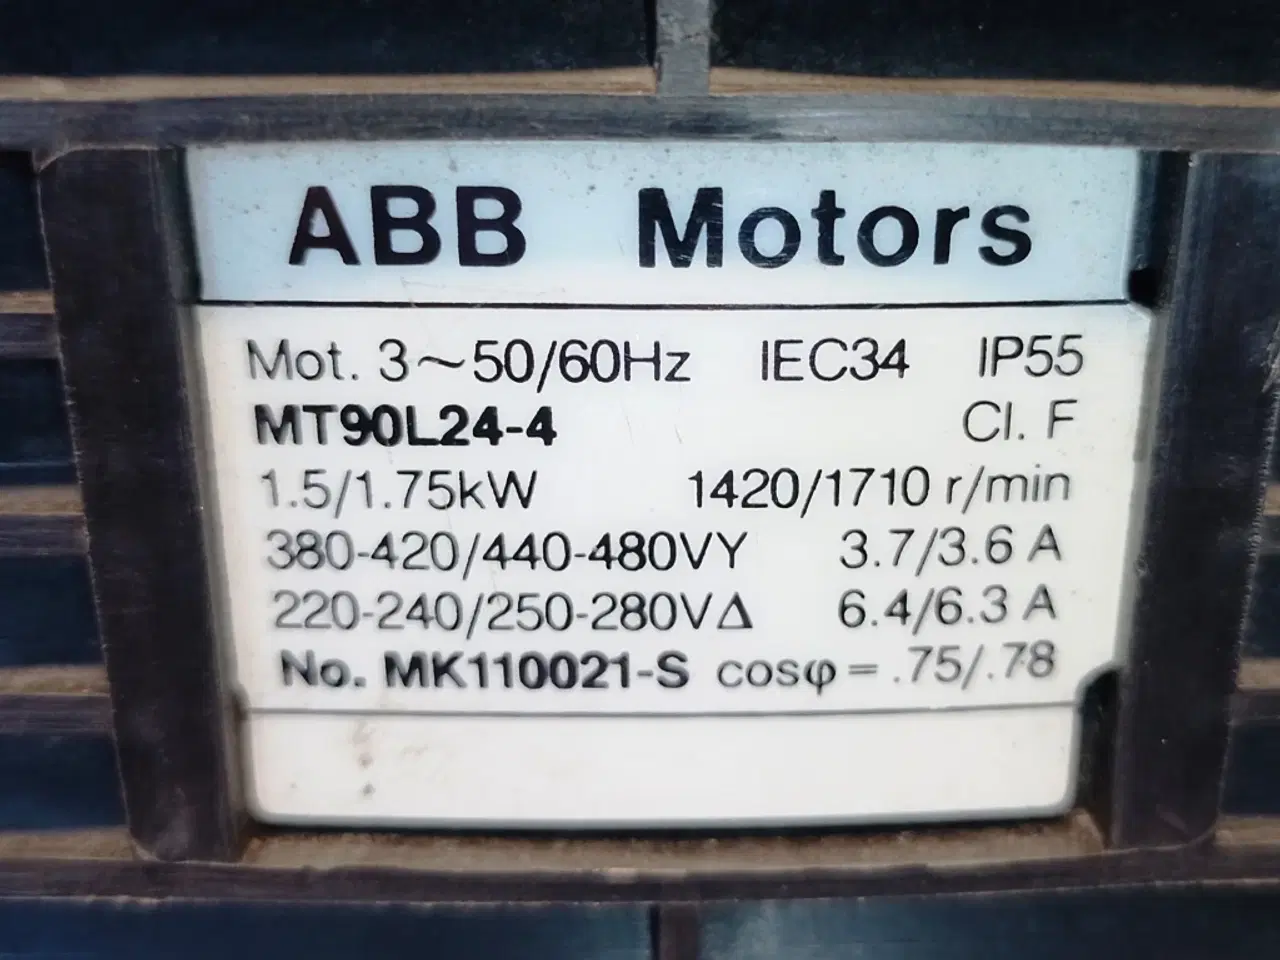 ABB Motors
Mot. 3~50/60Hz IEC34 IP55
MT90L24-4 Cl. F
1.5/1.75kW 1420/1710 r/min
380-420/440-480VY 3.7/3.6 A
220-240/250-280VΔ 6.4/6.3 A
No. MK110021-S cosφ = .75/.78